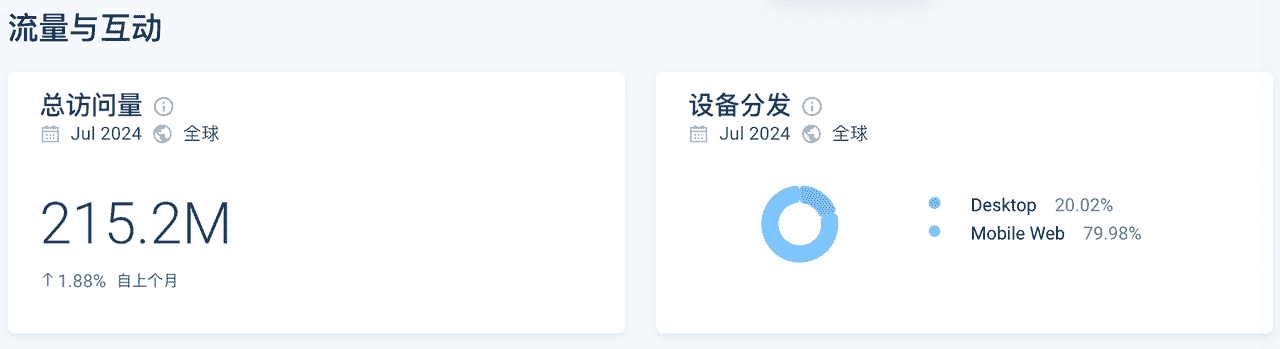 流量与互动
总访问量
Jul 2024 全球
215.2M
↑ 1.88% 自上个月
设备分发
Jul 2024 全球
Desktop 20.02%
Mobile Web 79.98%